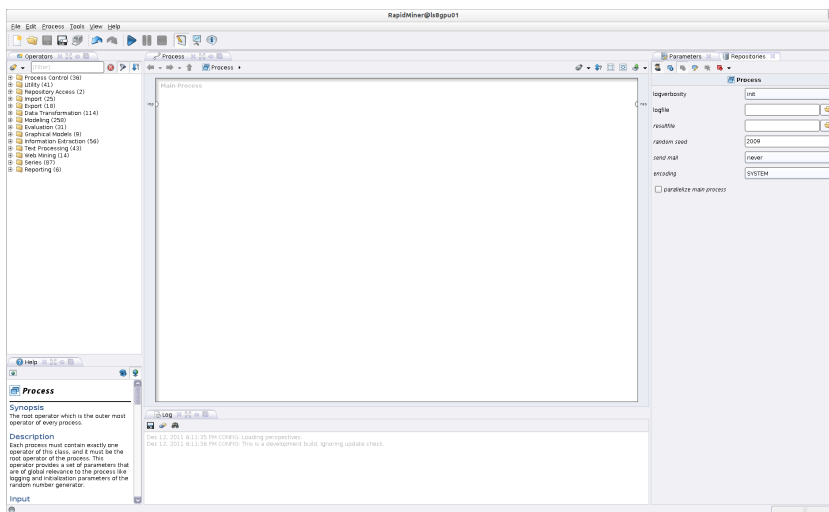 RapidMiner@ls8gpu01
File Edit Process Tools View Help
Operators
[Filter]
Process Control (36)
Utility (41)
Repository Access (2)
Import (25)
Export (18)
Data Transformation (114)
Modeling (258)
Evaluation (31)
Graphical Models (9)
Information Extraction (56)
Text Processing (43)
Web Mining (14)
Series (87)
Reporting (6)
Help
Process
Synopsis
The root operator which is the outer most
operator of every process.
Description
Each process must contain exactly one
operator of this class, and it must be the
root operator of the process. This
operator provides a set of parameters that
are of global relevance to the process like
logging and initialization parameters of the
random number generator.
Input
Process
Process
Main Process
inp
res
Log
Dec 12, 2011 6:11:35 PM CONFIG: Loading perspectives.
Dec 12, 2011 6:11:36 PM CONFIG: This is a development build, ignoring update check.
Parameters
Repositories
Process
logverbosity init
logfile
resultfile
random seed 2009
send mail never
encoding SYSTEM
parallelize main process